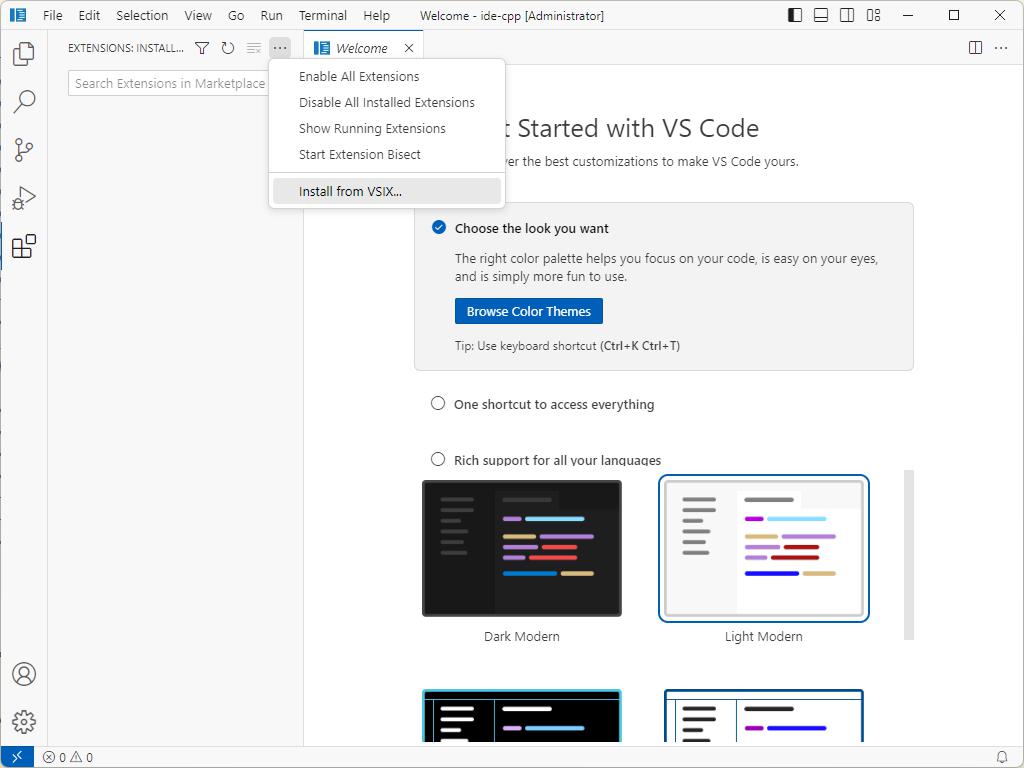 File Edit Selection View Go Run Terminal Help Welcome - ide-cpp [Administrator]
EXTENSIONS: INSTALL...
Welcome
Search Extensions in Marketplace
Enable All Extensions
Disable All Installed Extensions
Show Running Extensions
Start Extension Bisect
Install from VSIX...
t Started with VS Code
er the best customizations to make VS Code yours.
Choose the look you want
The right color palette helps you focus on your code, is easy on your eyes,
and is simply more fun to use.
Browse Color Themes
Tip: Use keyboard shortcut (Ctrl+K Ctrl+T)
One shortcut to access everything
Rich support for all your languages
Dark Modern
Light Modern
0 0